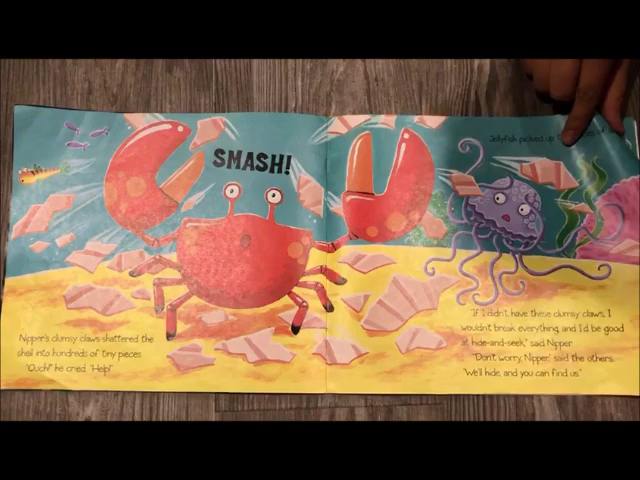 SMASH!
Nipper's clumsy claws shattered the
shell into hundreds of tiny pieces.
"Ouch!" he cried. "Help!"
Jellyfish picked up
"If I didn't have these clumsy claws, I
wouldn't break everything, and I'd be good
at hide-and-seek," said Nipper.
"Don't worry, Nipper," said the others.
"We'll hide, and you can find us."